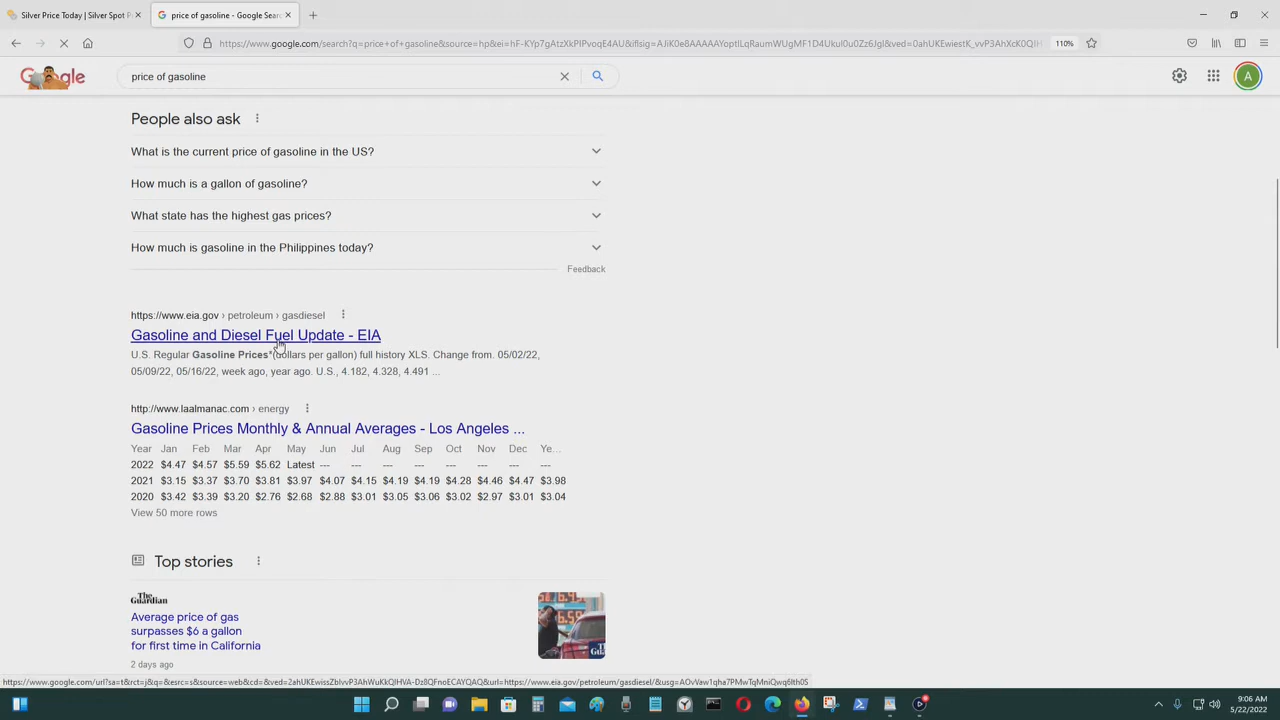 Silver Price Today | Silver Spot P
price of gasoline - Google Sear
110%
Google
price of gasoline
A
People also ask
What is the current price of gasoline in the US?
How much is a gallon of gasoline?
What state has the highest gas prices?
How much is gasoline in the Philippines today?
Feedback
https://www.eia.gov › petroleum › gasdiesel
Gasoline and Diesel Fuel Update - EIA
U.S. Regular Gasoline Prices*(dollars per gallon) full history XLS. Change from. 05/02/22,
05/09/22, 05/16/22, week ago, year ago. U.S., 4.182, 4.328, 4.491 ...
http://www.laalmanac.com › energy
Gasoline Prices Monthly & Annual Averages - Los Angeles ...
Year Jan Feb Mar Apr May Jun Jul Aug Sep Oct Nov Dec Ye...
2022 $4.47 $4.57 $5.59 $5.62 Latest --- --- --- --- --- --- --- ---
2021 $3.15 $3.37 $3.70 $3.81 $3.97 $4.07 $4.15 $4.19 $4.19 $4.28 $4.46 $4.47 $3.98
2020 $3.42 $3.39 $3.20 $2.76 $2.68 $2.88 $3.01 $3.05 $3.06 $3.02 $2.97 $3.01 $3.04
View 50 more rows
Top stories
The Guardian
Average price of gas
surpasses $6 a gallon
for first time in California
2 days ago
9:06 AM
5/22/2022